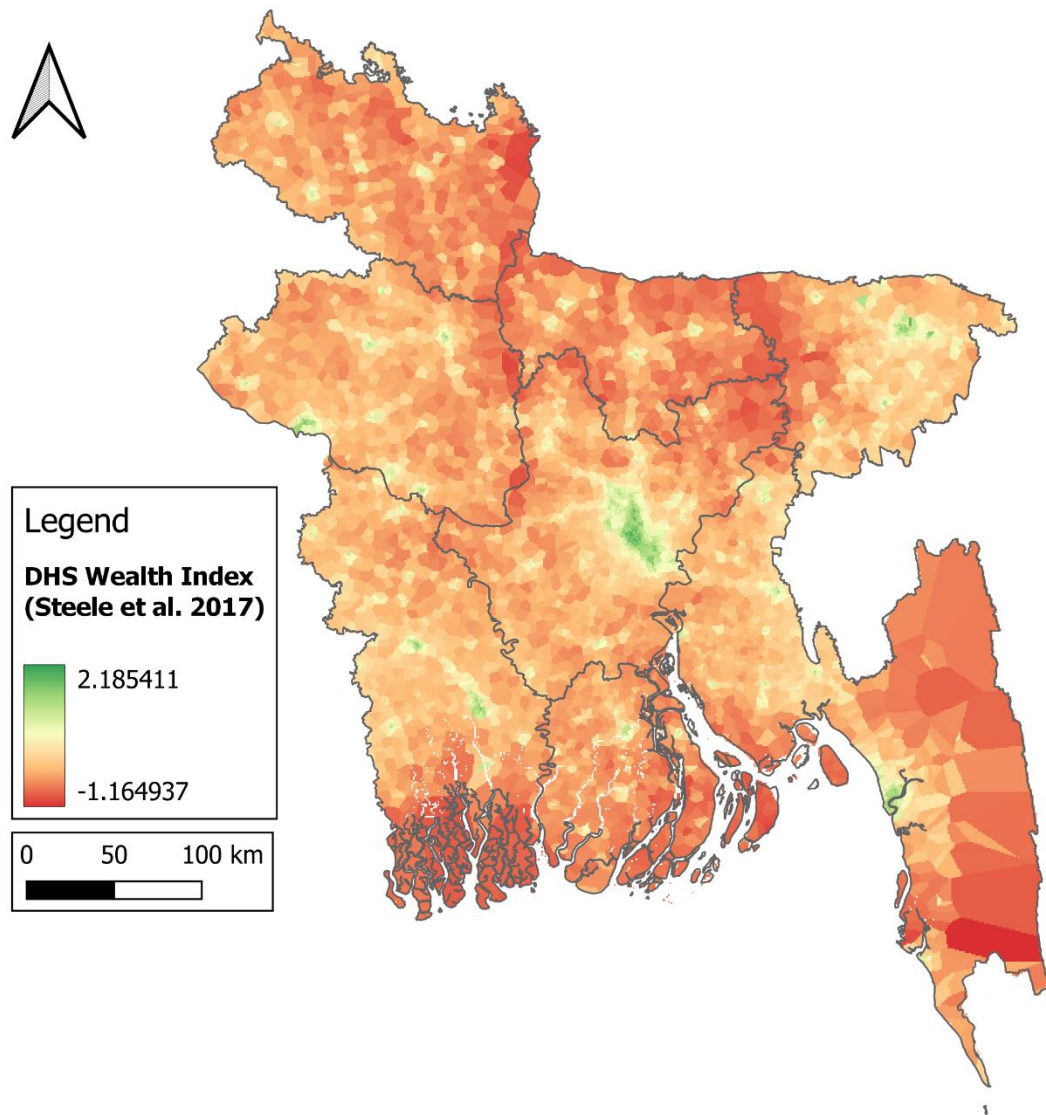 Legend
DHS Wealth Index
(Steele et al. 2017)
2.185411
-1.164937
0 50 100 km